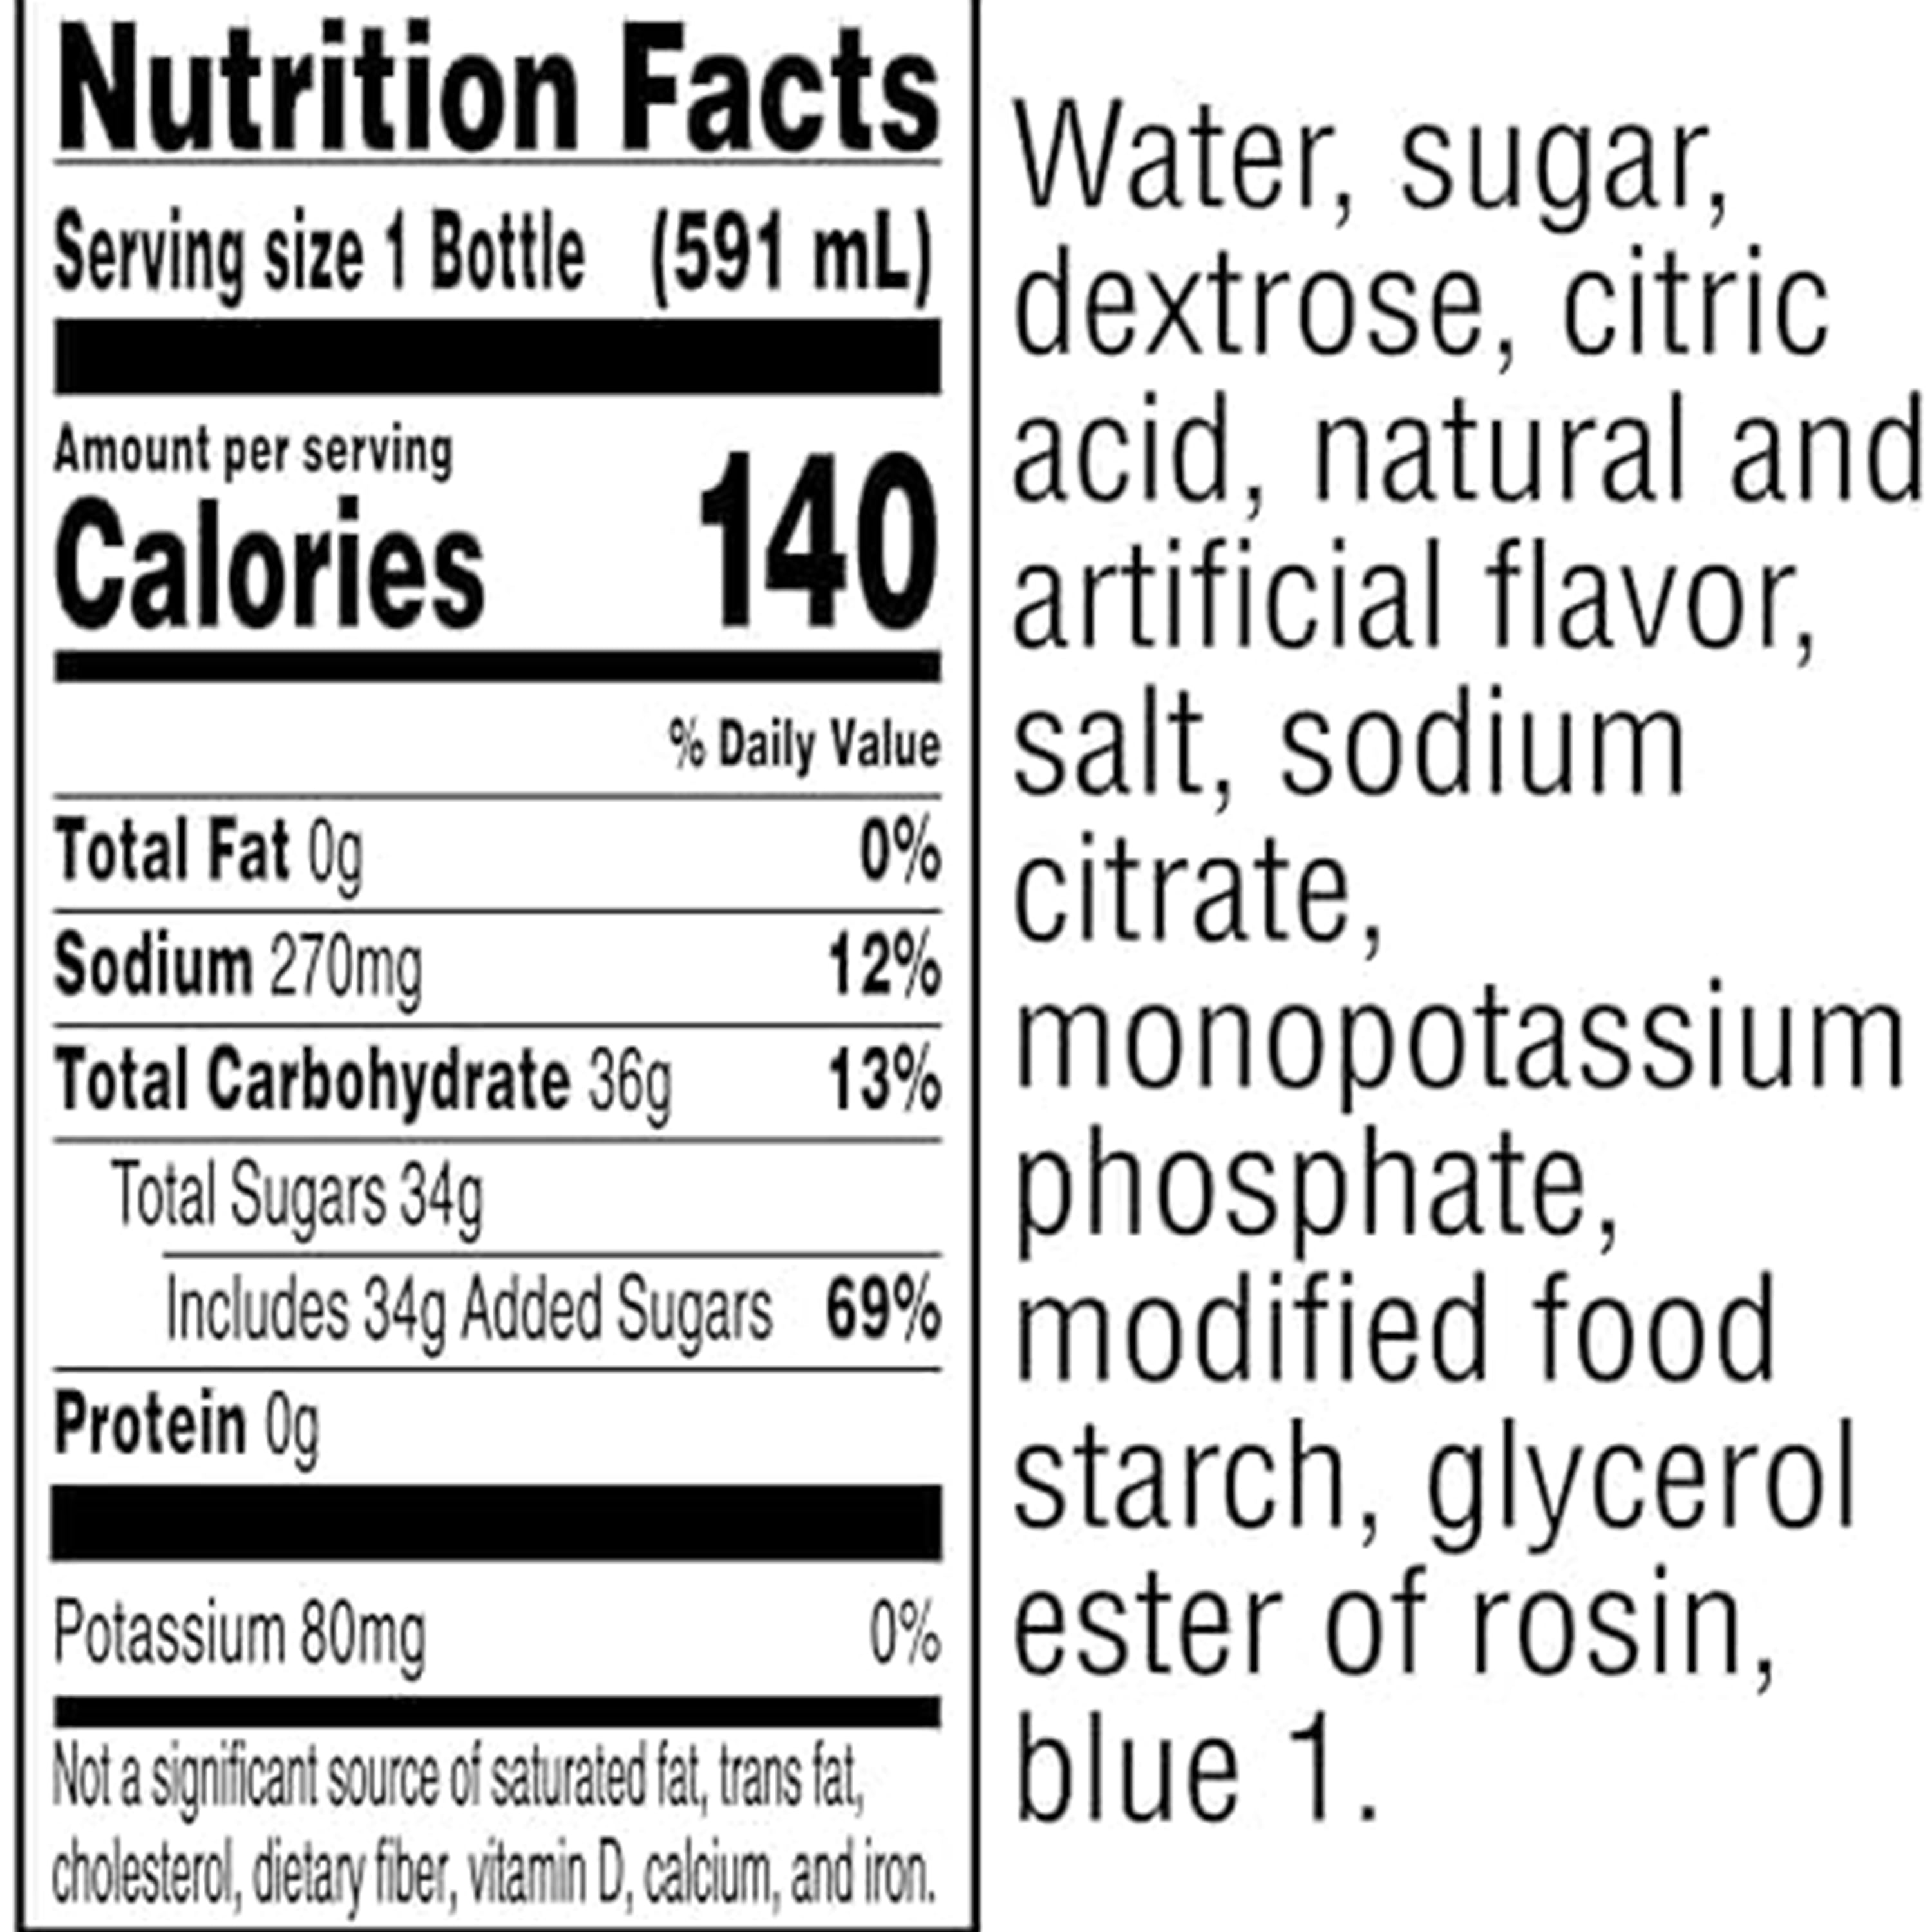 Nutrition Facts
Serving size 1 Bottle (591 mL)
Amount per serving
Calories 140
% Daily Value
Total Fat 0g 0%
Sodium 270mg 12%
Total Carbohydrate 36g 13%
Total Sugars 34g
Includes 34g Added Sugars 69%
Protein 0g
Potassium 80mg 0%
Not a significant source of saturated fat, trans fat,
cholesterol, dietary fiber, vitamin D, calcium, and iron.
Water, sugar,
dextrose, citric
acid, natural and
artificial flavor,
salt, sodium
citrate,
monopotassium
phosphate,
modified food
starch, glycerol
ester of rosin,
blue 1.